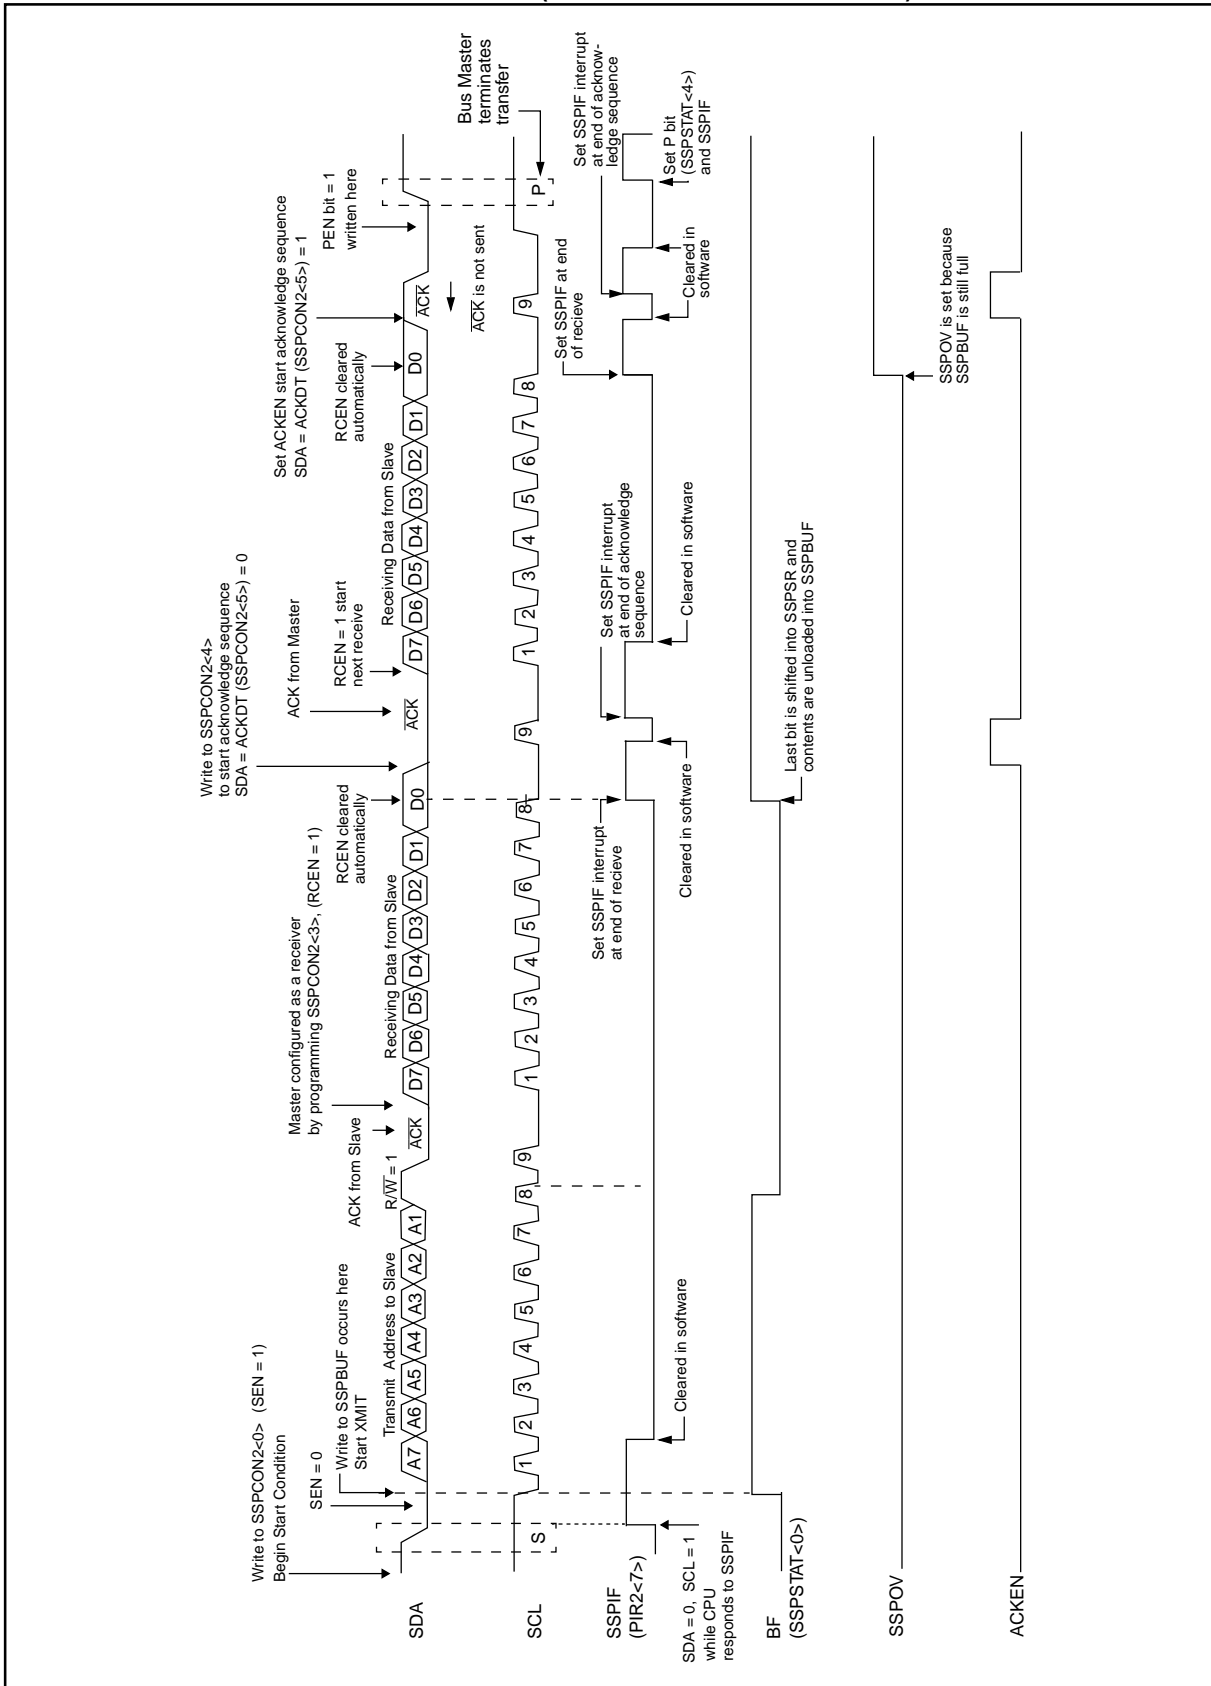 Write to SSPCON2<0> (SEN = 1)
Begin Start Condition
SEN = 0
Write to SSPBUF occurs here
Start XMIT
Transmit Address to Slave
R/W = 1
ACK from Slave
Master configured as a receiver
by programming SSPCON2<3>, (RCEN = 1)
Receiving Data from Slave
RCEN cleared
automatically
Write to SSPCON2<4>
to start acknowledge sequence
SDA = ACKDT (SSPCON2<5>) = 0
ACK from Master
RCEN = 1 start
next receive
Receiving Data from Slave
RCEN cleared
automatically
Set ACKEN start acknowledge sequence
SDA = ACKDT (SSPCON2<5>) = 1
PEN bit = 1
written here
SDA
A7 A6 A5 A4 A3 A2 A1 ACK D7 D6 D5 D4 D3 D2 D1 D0 ACK D7 D6 D5 D4 D3 D2 D1 D0 ACK
ACK is not sent
Bus Master
terminates
transfer
SCL
S 1 2 3 4 5 6 7 8 9 1 2 3 4 5 6 7 8 9 1 2 3 4 5 6 7 8 9 P
Set SSPIF interrupt
at end of recieve
Set SSPIF interrupt
at end of acknowledge
sequence
Set SSPIF at end
of recieve
Set SSPIF interrupt
at end of acknow-
ledge sequence
SSPIF
(PIR2<7>)
SDA = 0, SCL = 1
while CPU
responds to SSPIF
Cleared in software
Cleared in software
Cleared in software
Cleared in
software
Set P bit
(SSPSTAT<4>)
and SSPIF
BF
(SSPSTAT<0>)
Last bit is shifted into SSPSR and
contents are unloaded into SSPBUF
SSPOV
SSPOV is set because
SSPBUF is still full
ACKEN